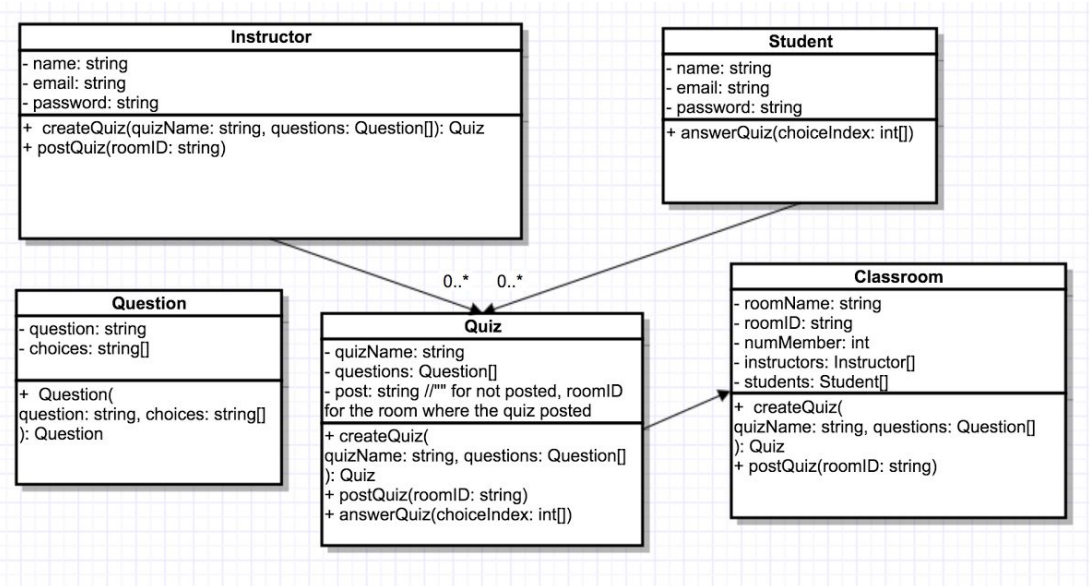 Instructor
- name: string
- email: string
- password: string
+  createQuiz(quizName: string, questions: Question[]): Quiz
+ postQuiz(roomID: string)
Student
- name: string
- email: string
- password: string
+ answerQuiz(choiceIndex: int[])
0..*
0..*
Question
- question: string
- choices: string[]
+  Question(
question: string, choices: string[]
): Question
Quiz
- quizName: string
- questions: Question[]
- post: string //"" for not posted, roomID
for the room where the quiz posted
+ createQuiz(
quizName: string, questions: Question[]
): Quiz
+ postQuiz(roomID: string)
+ answerQuiz(choiceIndex: int[])
Classroom
- roomName: string
- roomID: string
- numMember: int
- instructors: Instructor[]
- students: Student[]
+  createQuiz(
quizName: string, questions: Question[]
): Quiz
+ postQuiz(roomID: string)